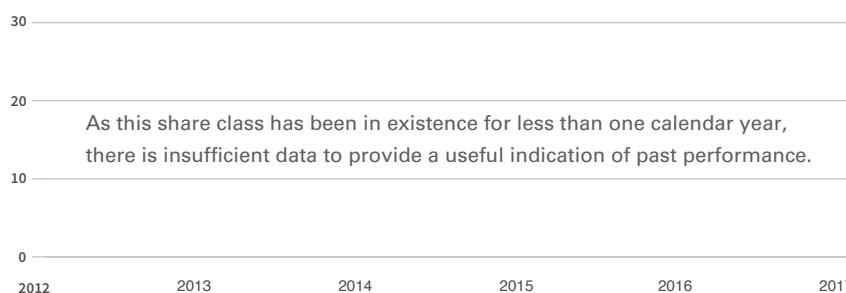 30
20
As this share class has been in existence for less than one calendar year,
there is insufficient data to provide a useful indication of past performance.
10
0
2012 2013 2014 2015 2016 2017